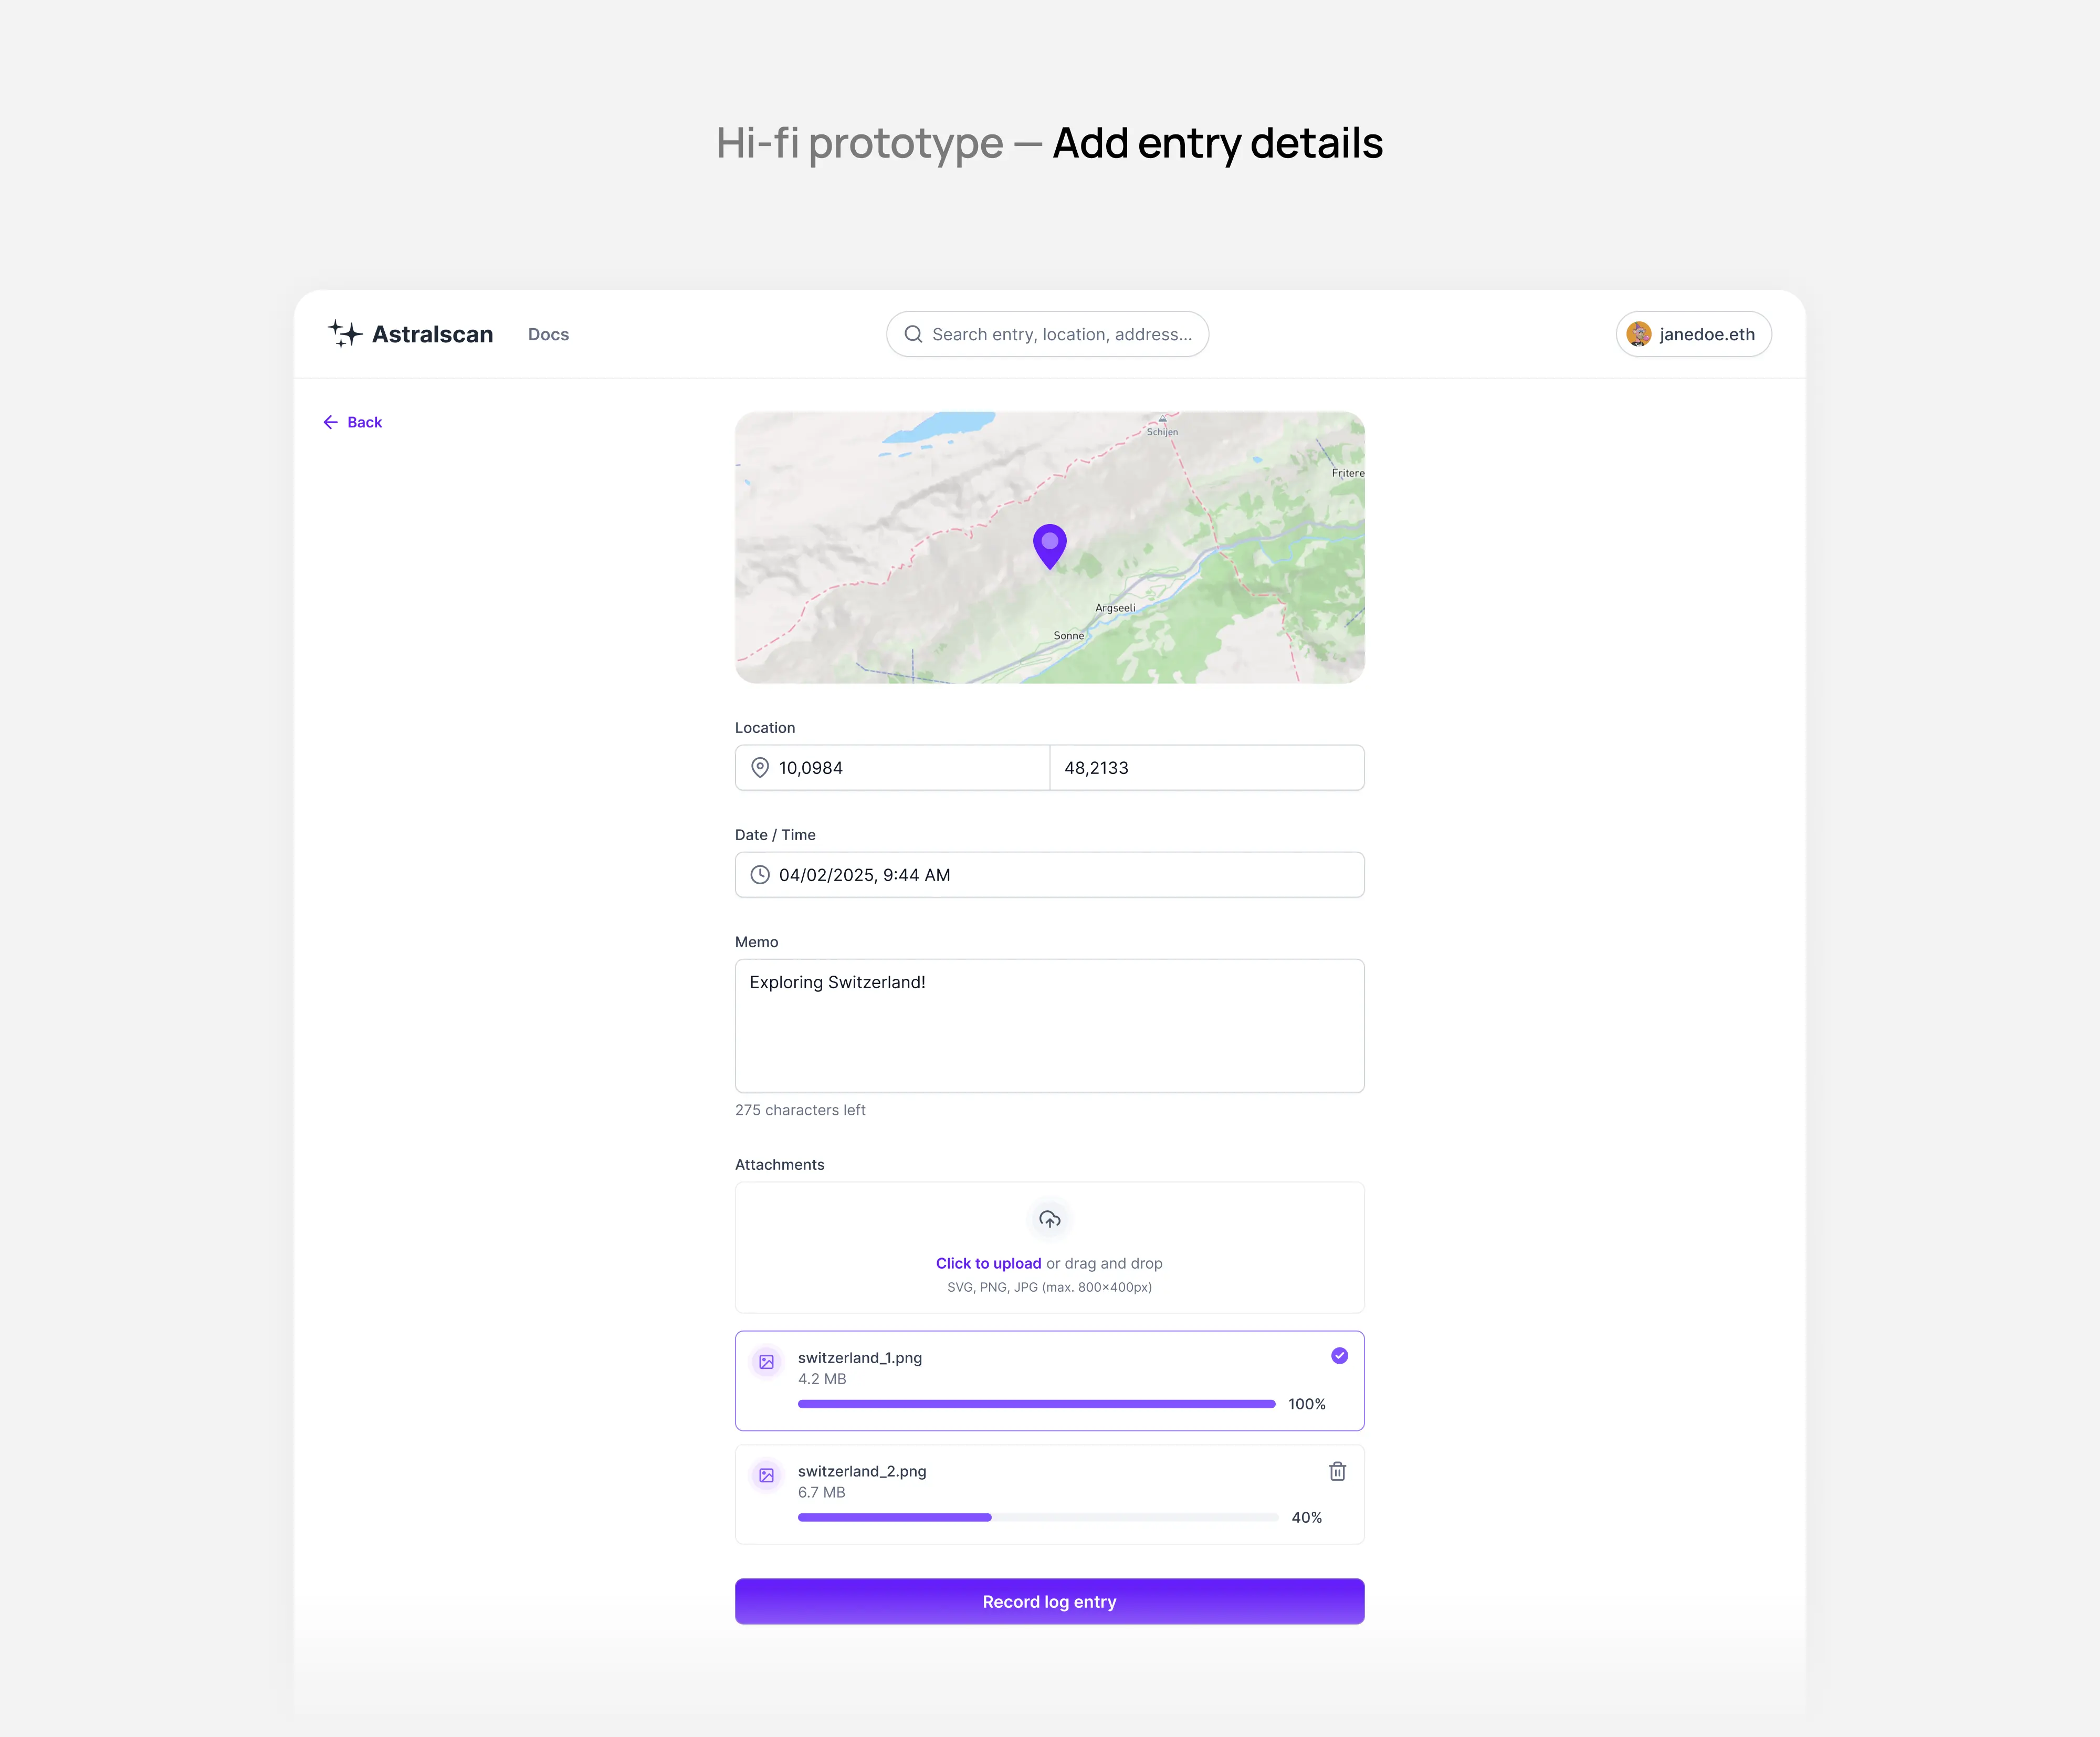 Hi-fi prototype — Add entry details
Astralscan
Docs
Search entry, location, address...
janedoe.eth
Back
Schijen
Fritere
Argseeli
Sonne
Location
10,0984
48,2133
Date / Time
04/02/2025, 9:44 AM
Memo
Exploring Switzerland!
275 characters left
Attachments
Click to upload or drag and drop
SVG, PNG, JPG (max. 800×400px)
switzerland_1.png
4.2 MB
100%
switzerland_2.png
6.7 MB
40%
Record log entry